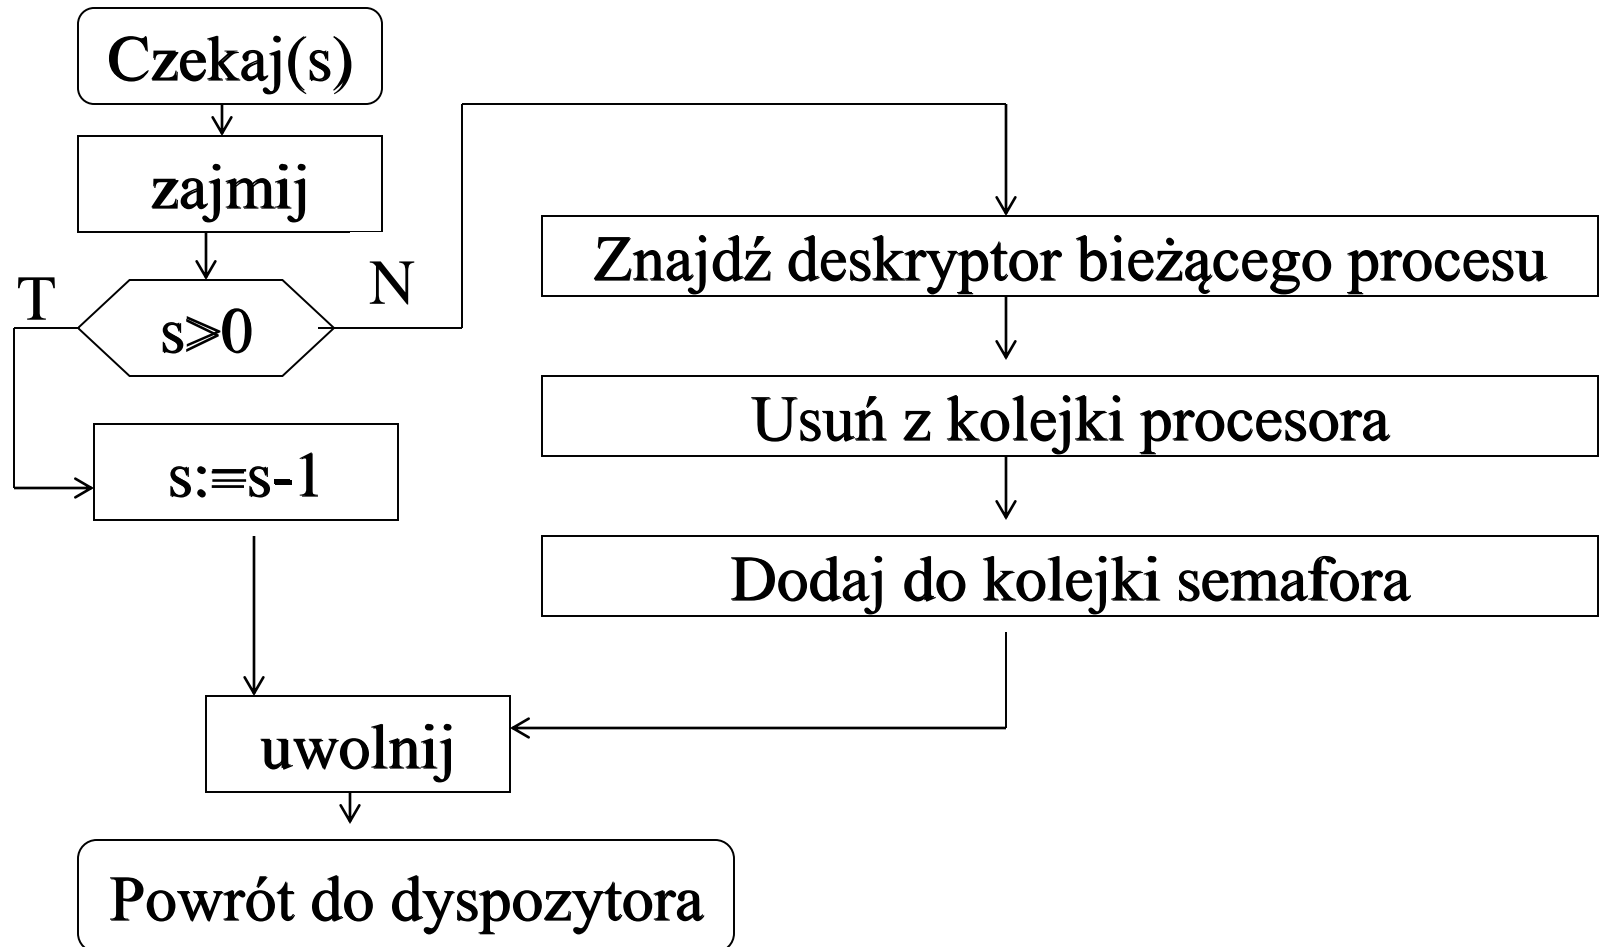 Czekaj(s)
zajmij
T
N
s>0
s:=s-1
Znajdź deskryptor bieżącego procesu
Usuń z kolejki procesora
Dodaj do kolejki semafora
uwolnij
Powrót do dyspozytora